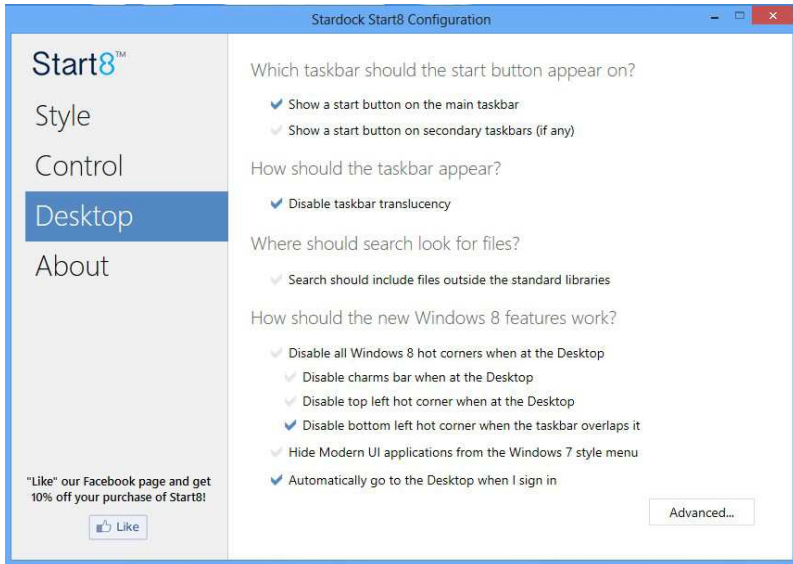 Stardock Start8 Configuration
Start8™
Style
Control
Desktop
About
"Like" our Facebook page and get
10% off your purchase of Start8!
Like
Which taskbar should the start button appear on?
Show a start button on the main taskbar
Show a start button on secondary taskbars (if any)
How should the taskbar appear?
Disable taskbar translucency
Where should search look for files?
Search should include files outside the standard libraries
How should the new Windows 8 features work?
Disable all Windows 8 hot corners when at the Desktop
Disable charms bar when at the Desktop
Disable top left hot corner when at the Desktop
Disable bottom left hot corner when the taskbar overlaps it
Hide Modern UI applications from the Windows 7 style menu
Automatically go to the Desktop when I sign in
Advanced...